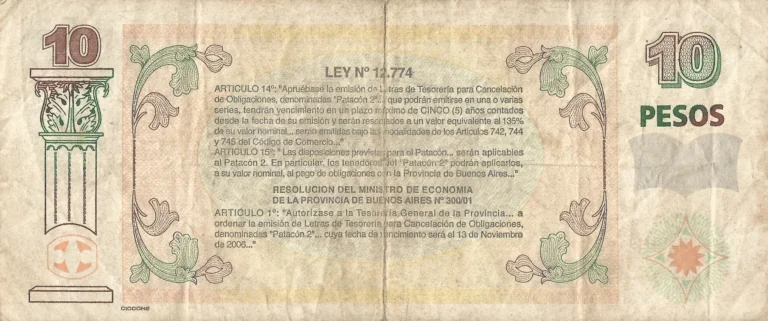 10
LEY Nº 12.774
ARTICULO 14º: "Apruébase la emisión de Letras de Tesorería para Cancelación
de Obligaciones, denominadas "Patacón 2"... que podrán emitirse en una o varias
series, tendrán vencimiento en un plazo máximo de CINCO (5) años contados
desde la fecha de su emisión y serán rescatados a un valor equivalente al 135%
de su valor nominal... serán emitidas bajo las modalidades de los Artículos 742, 744
y 746 del Código de Comercio..."
ARTICULO 15º: "Las disposiciones previstas para el Patacón... serán aplicables
al Patacón 2. En particular, los tenedores del "Patacón 2" podrán aplicarlos,
a su valor nominal, al pago de obligaciones con la Provincia de Buenos Aires..."
RESOLUCION DEL MINISTRO DE ECONOMIA
DE LA PROVINCIA DE BUENOS AIRES Nº 300/01
ARTICULO 1º: "Autorízase a la Tesorería General de la Provincia... a
ordenar la emisión de Letras de Tesorería para Cancelación de Obligaciones,
denominadas "Patacón 2"... cuya fecha de vencimiento será el 13 de Noviembre
de 2006..."
10
PESOS
CICCONE